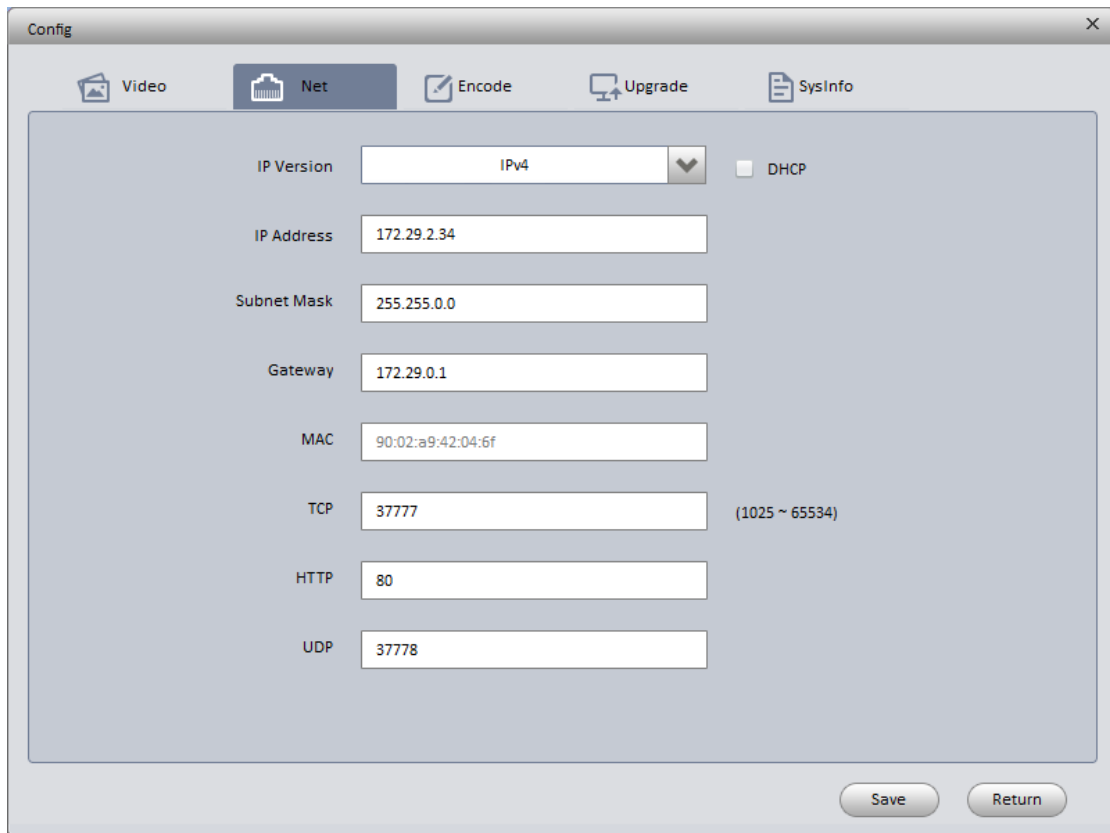 Config
Video Net Encode Upgrade SysInfo
IP Version IPv4 DHCP
IP Address 172.29.2.34
Subnet Mask 255.255.0.0
Gateway 172.29.0.1
MAC 90:02:a9:42:04:6f
TCP 37777 (1025 ~ 65534)
HTTP 80
UDP 37778
Save Return